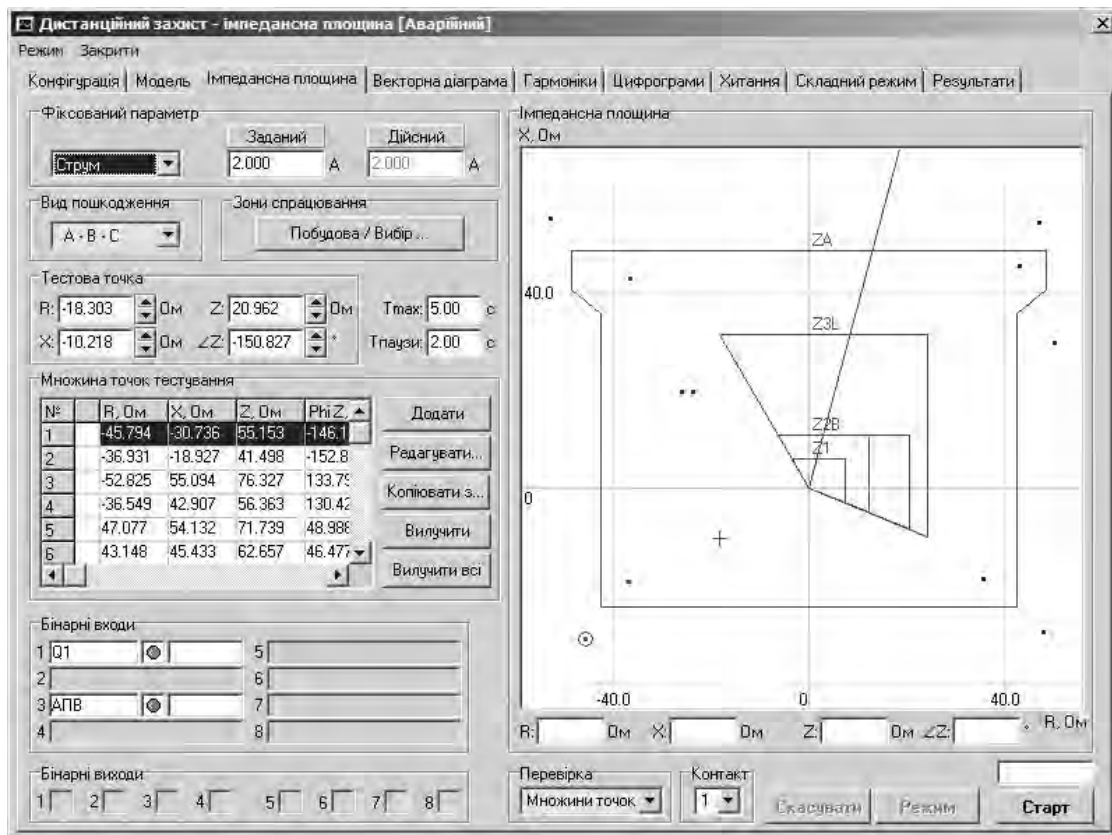 Дистанційний захист - імпедансна площина [Аварійний]
Режим Закрити
Конфігурація Модель Імпедансна площина Векторна діаграма Гармоніки Цифрограми Хитання Складний режим Результати
Фіксований параметр
Заданий Дійсний
Струм 2.000 A 2.000 A
Вид пошкодження
A - B - C
Зони спрацювання
Побудова / Вибір ...
Тестова точка
R: -18.303 Ом Z: 20.962 Ом Tmax: 5.00 с
X: -10.218 Ом ∠Z: -150.827 ° Tпаузи: 2.00 с
Множина точок тестування
№ R, Ом X, Ом Z, Ом Phi Z,
1 -45.794 -30.736 55.153 -146.1
2 -36.931 -18.927 41.498 -152.8
3 -52.825 55.094 76.327 133.79
4 -36.549 42.907 56.363 130.42
5 47.077 54.132 71.739 48.988
6 43.148 45.433 62.657 46.477
Додати
Редагувати...
Копіювати з...
Вилучити
Вилучити всі
Бінарні входи
1 Q1 5
2 6
3 АПВ 7
4 8
Бінарні виходи
1 2 3 4 5 6 7 8
Імпедансна площина
X, Ом
ZA
40.0
Z3L
Z2B
Z1
0
-40.0 0 40.0
R, Ом
R: Ом X: Ом Z: Ом ∠Z: °
Перевірка
Множини точок
Контакт
1
Скасувати Режим Старт